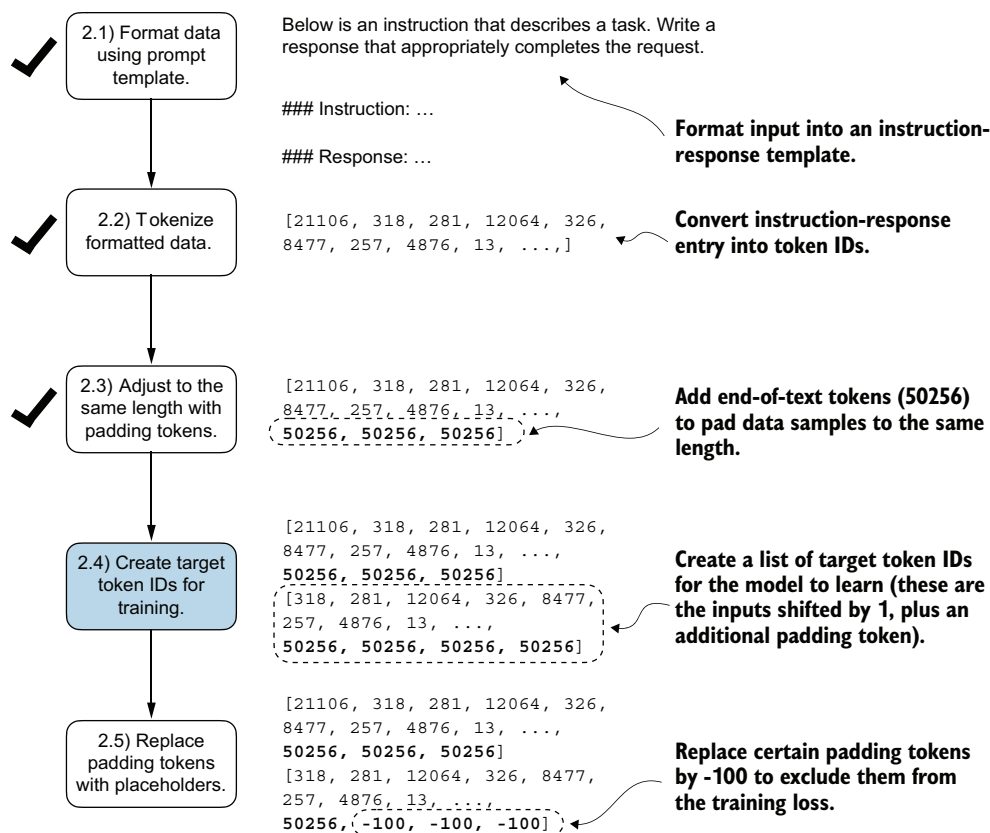 2.1) Format data
using prompt
template.
Below is an instruction that describes a task. Write a
response that appropriately completes the request.
### Instruction: …
### Response: …
Format input into an instruction-
response template.
2.2) Tokenize
formatted data.
[21106, 318, 281, 12064, 326,
8477, 257, 4876, 13, ...,]
Convert instruction-response
entry into token IDs.
2.3) Adjust to the
same length with
padding tokens.
[21106, 318, 281, 12064, 326,
8477, 257, 4876, 13, ...,
50256, 50256, 50256]
Add end-of-text tokens (50256)
to pad data samples to the same
length.
2.4) Create target
token IDs for
training.
[21106, 318, 281, 12064, 326,
8477, 257, 4876, 13, ...,
50256, 50256, 50256]
[318, 281, 12064, 326, 8477,
257, 4876, 13, ...,
50256, 50256, 50256, 50256]
Create a list of target token IDs
for the model to learn (these are
the inputs shifted by 1, plus an
additional padding token).
2.5) Replace
padding tokens
with placeholders.
[21106, 318, 281, 12064, 326,
8477, 257, 4876, 13, ...,
50256, 50256, 50256]
[318, 281, 12064, 326, 8477,
257, 4876, 13, ...,
50256, -100, -100, -100]
Replace certain padding tokens
by -100 to exclude them from
the training loss.